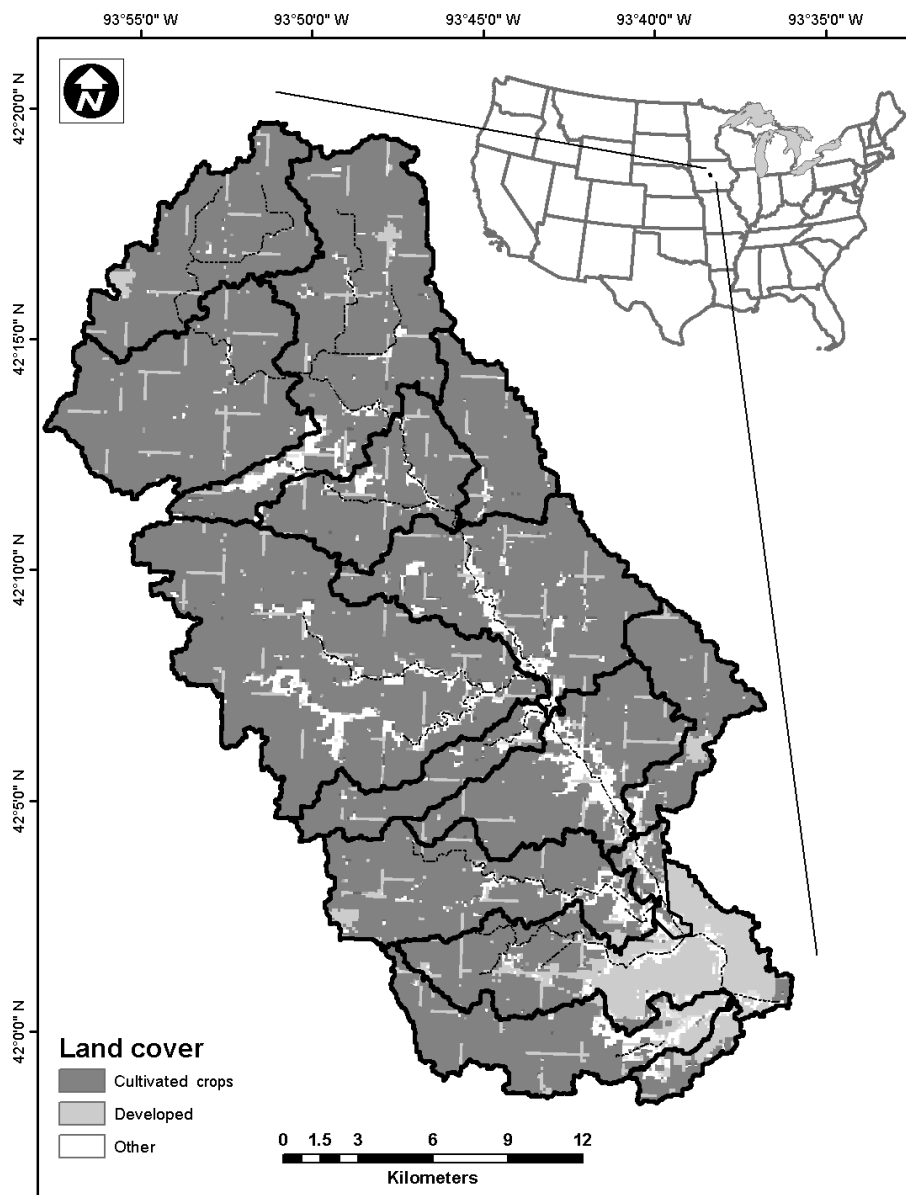 93°55'0" W 93°50'0" W 93°45'0" W 93°40'0" W 93°35'0" W
N
42°20'0" N
42°15'0" N
42°10'0" N
42°5'0" N
42°0'0" N
Land cover
Cultivated crops
Developed
Other
0 1.5 3 6 9 12
Kilometers